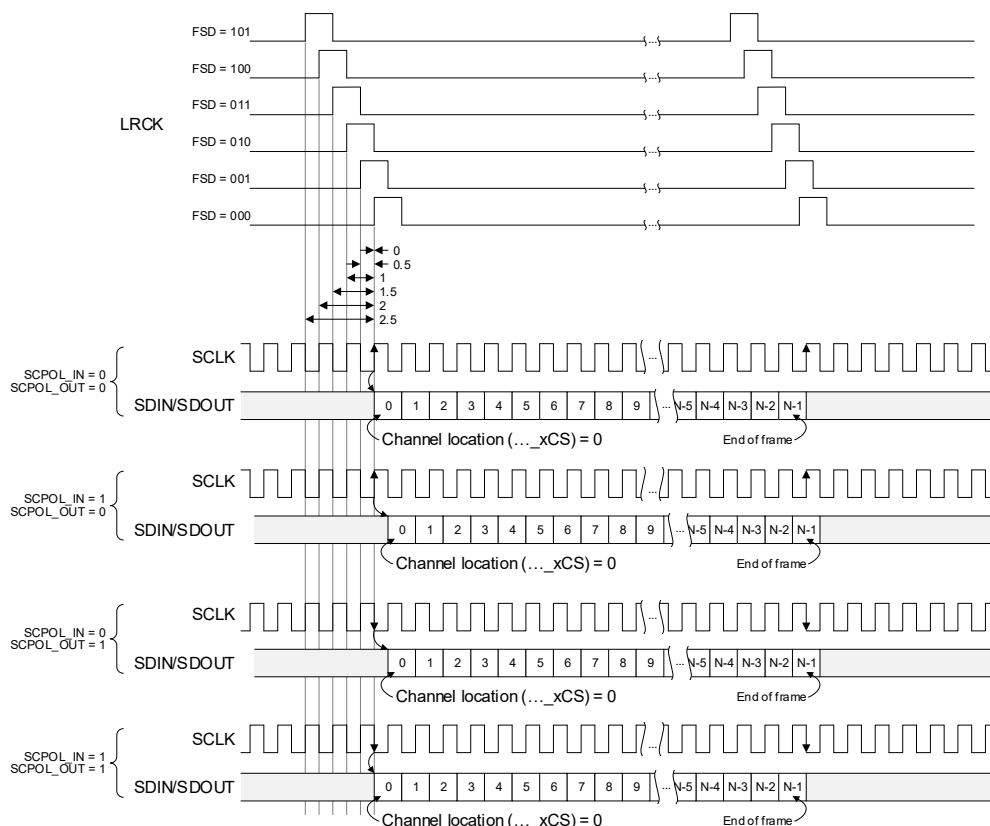 FSD = 101
FSD = 100
FSD = 011
LRCK
FSD = 010
FSD = 001
FSD = 000
...
...
...
...
...
...
0
0.5
1
1.5
2
2.5
SCPOL_IN = 0
SCPOL_OUT = 0
SCLK
...
SDIN/SDOUT
0 1 2 3 4 5 6 7 8 9 ... N-5 N-4 N-3 N-2 N-1
Channel location (…_xCS) = 0
End of frame
SCPOL_IN = 1
SCPOL_OUT = 0
SCLK
...
SDIN/SDOUT
0 1 2 3 4 5 6 7 8 9 ... N-5 N-4 N-3 N-2 N-1
Channel location (…_xCS) = 0
End of frame
SCPOL_IN = 0
SCPOL_OUT = 1
SCLK
...
SDIN/SDOUT
0 1 2 3 4 5 6 7 8 9 ... N-5 N-4 N-3 N-2 N-1
Channel location (…_xCS) = 0
End of frame
SCPOL_IN = 1
SCPOL_OUT = 1
SCLK
...
SDIN/SDOUT
0 1 2 3 4 5 6 7 8 9 ... N-5 N-4 N-3 N-2 N-1
Channel location (…_xCS) = 0
End of frame